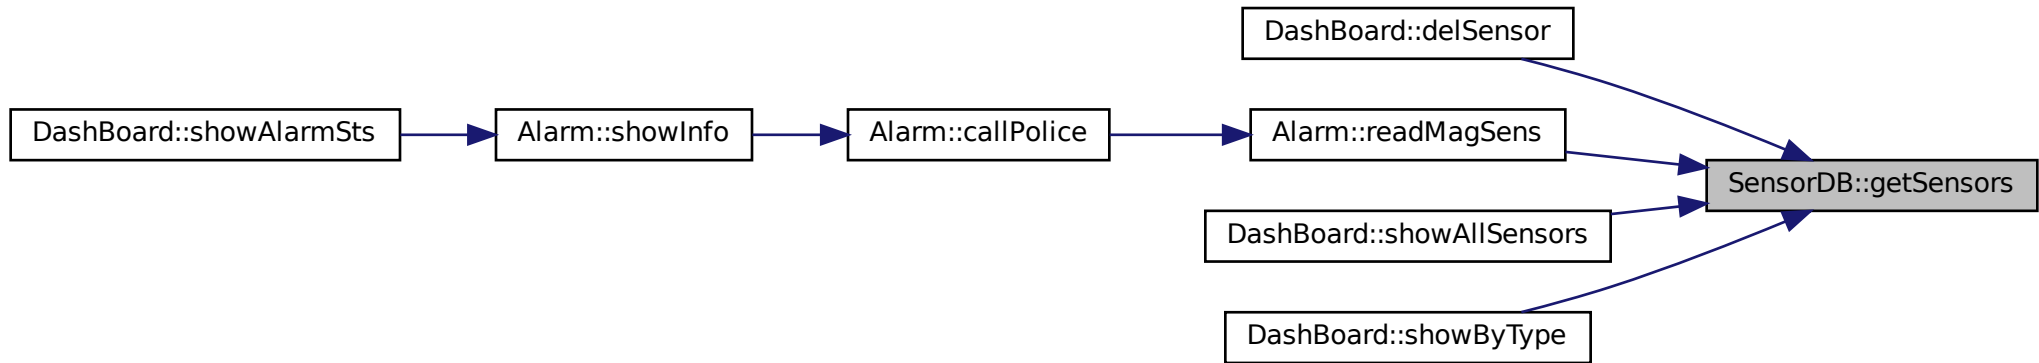 DashBoard::delSensor
DashBoard::showAlarmSts
Alarm::showInfo
Alarm::callPolice
Alarm::readMagSens
SensorDB::getSensors
DashBoard::showAllSensors
DashBoard::showByType